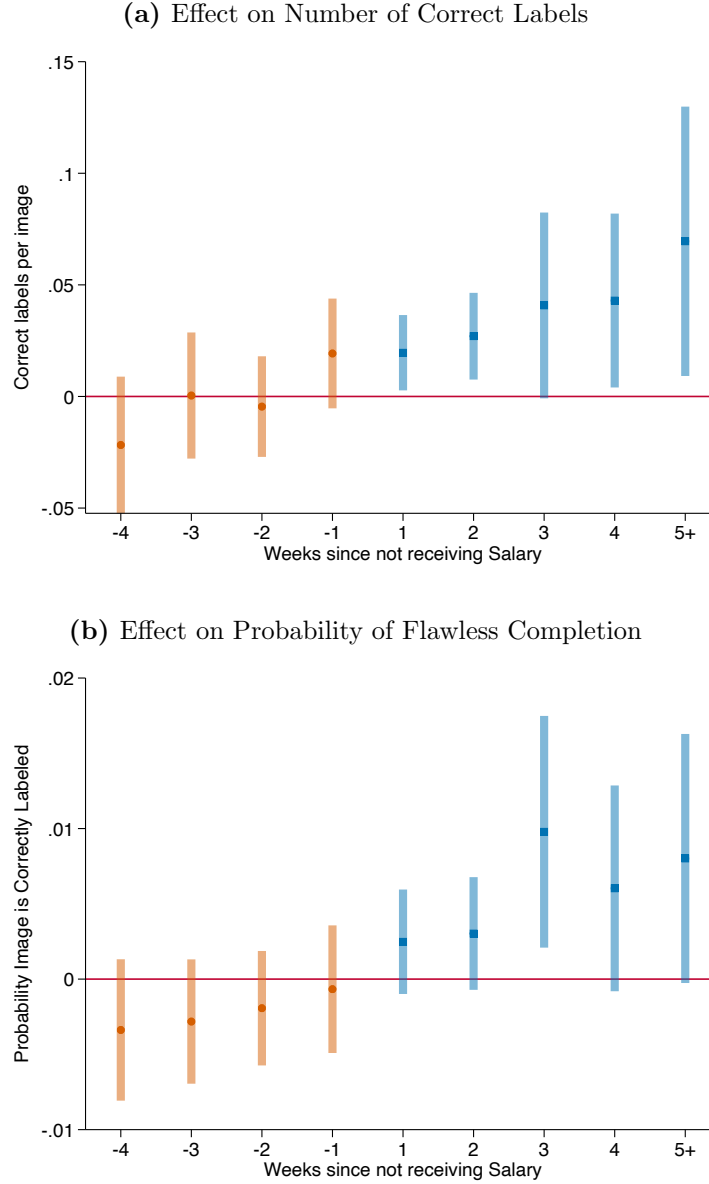 (a) Effect on Number of Correct Labels
.15
.1
.05
0
-.05
Correct labels per image
-4 -3 -2 -1 1 2 3 4 5+
Weeks since not receiving Salary
(b) Effect on Probability of Flawless Completion
.02
.01
0
-.01
Probability Image is Correctly Labeled
-4 -3 -2 -1 1 2 3 4 5+
Weeks since not receiving Salary